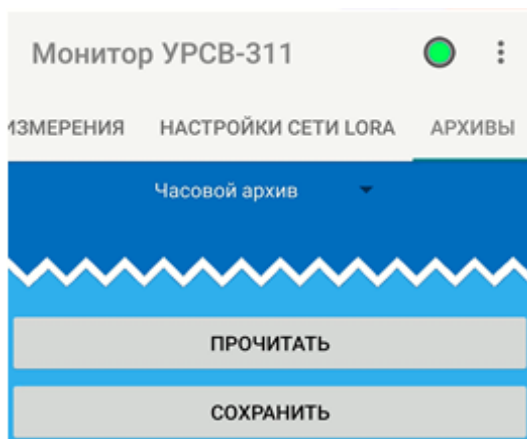 Монитор УРСВ-311
ИЗМЕРЕНИЯ НАСТРОЙКИ СЕТИ LORA АРХИВЫ
Часовой архив
ПРОЧИТАТЬ
СОХРАНИТЬ